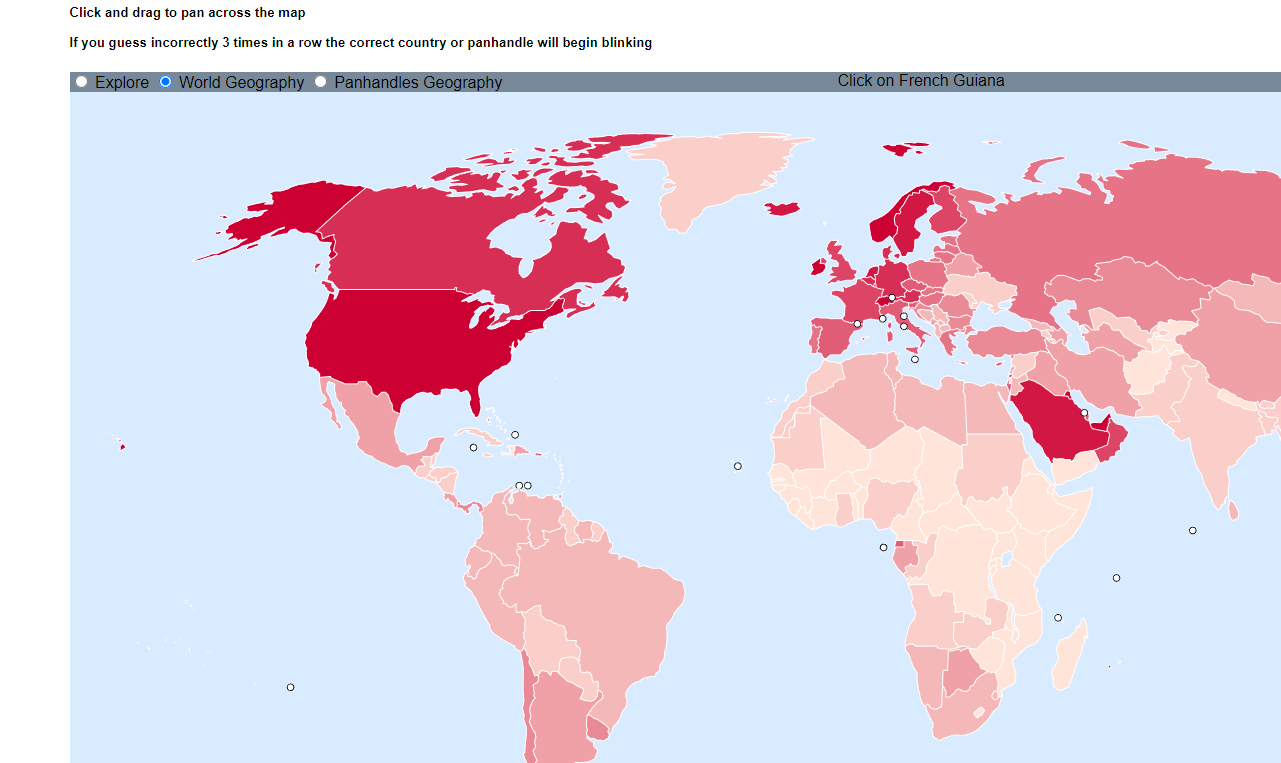 Click and drag to pan across the map
If you guess incorrectly 3 times in a row the correct country or panhandle will begin blinking
Explore World Geography Panhandles Geography Click on French Guiana